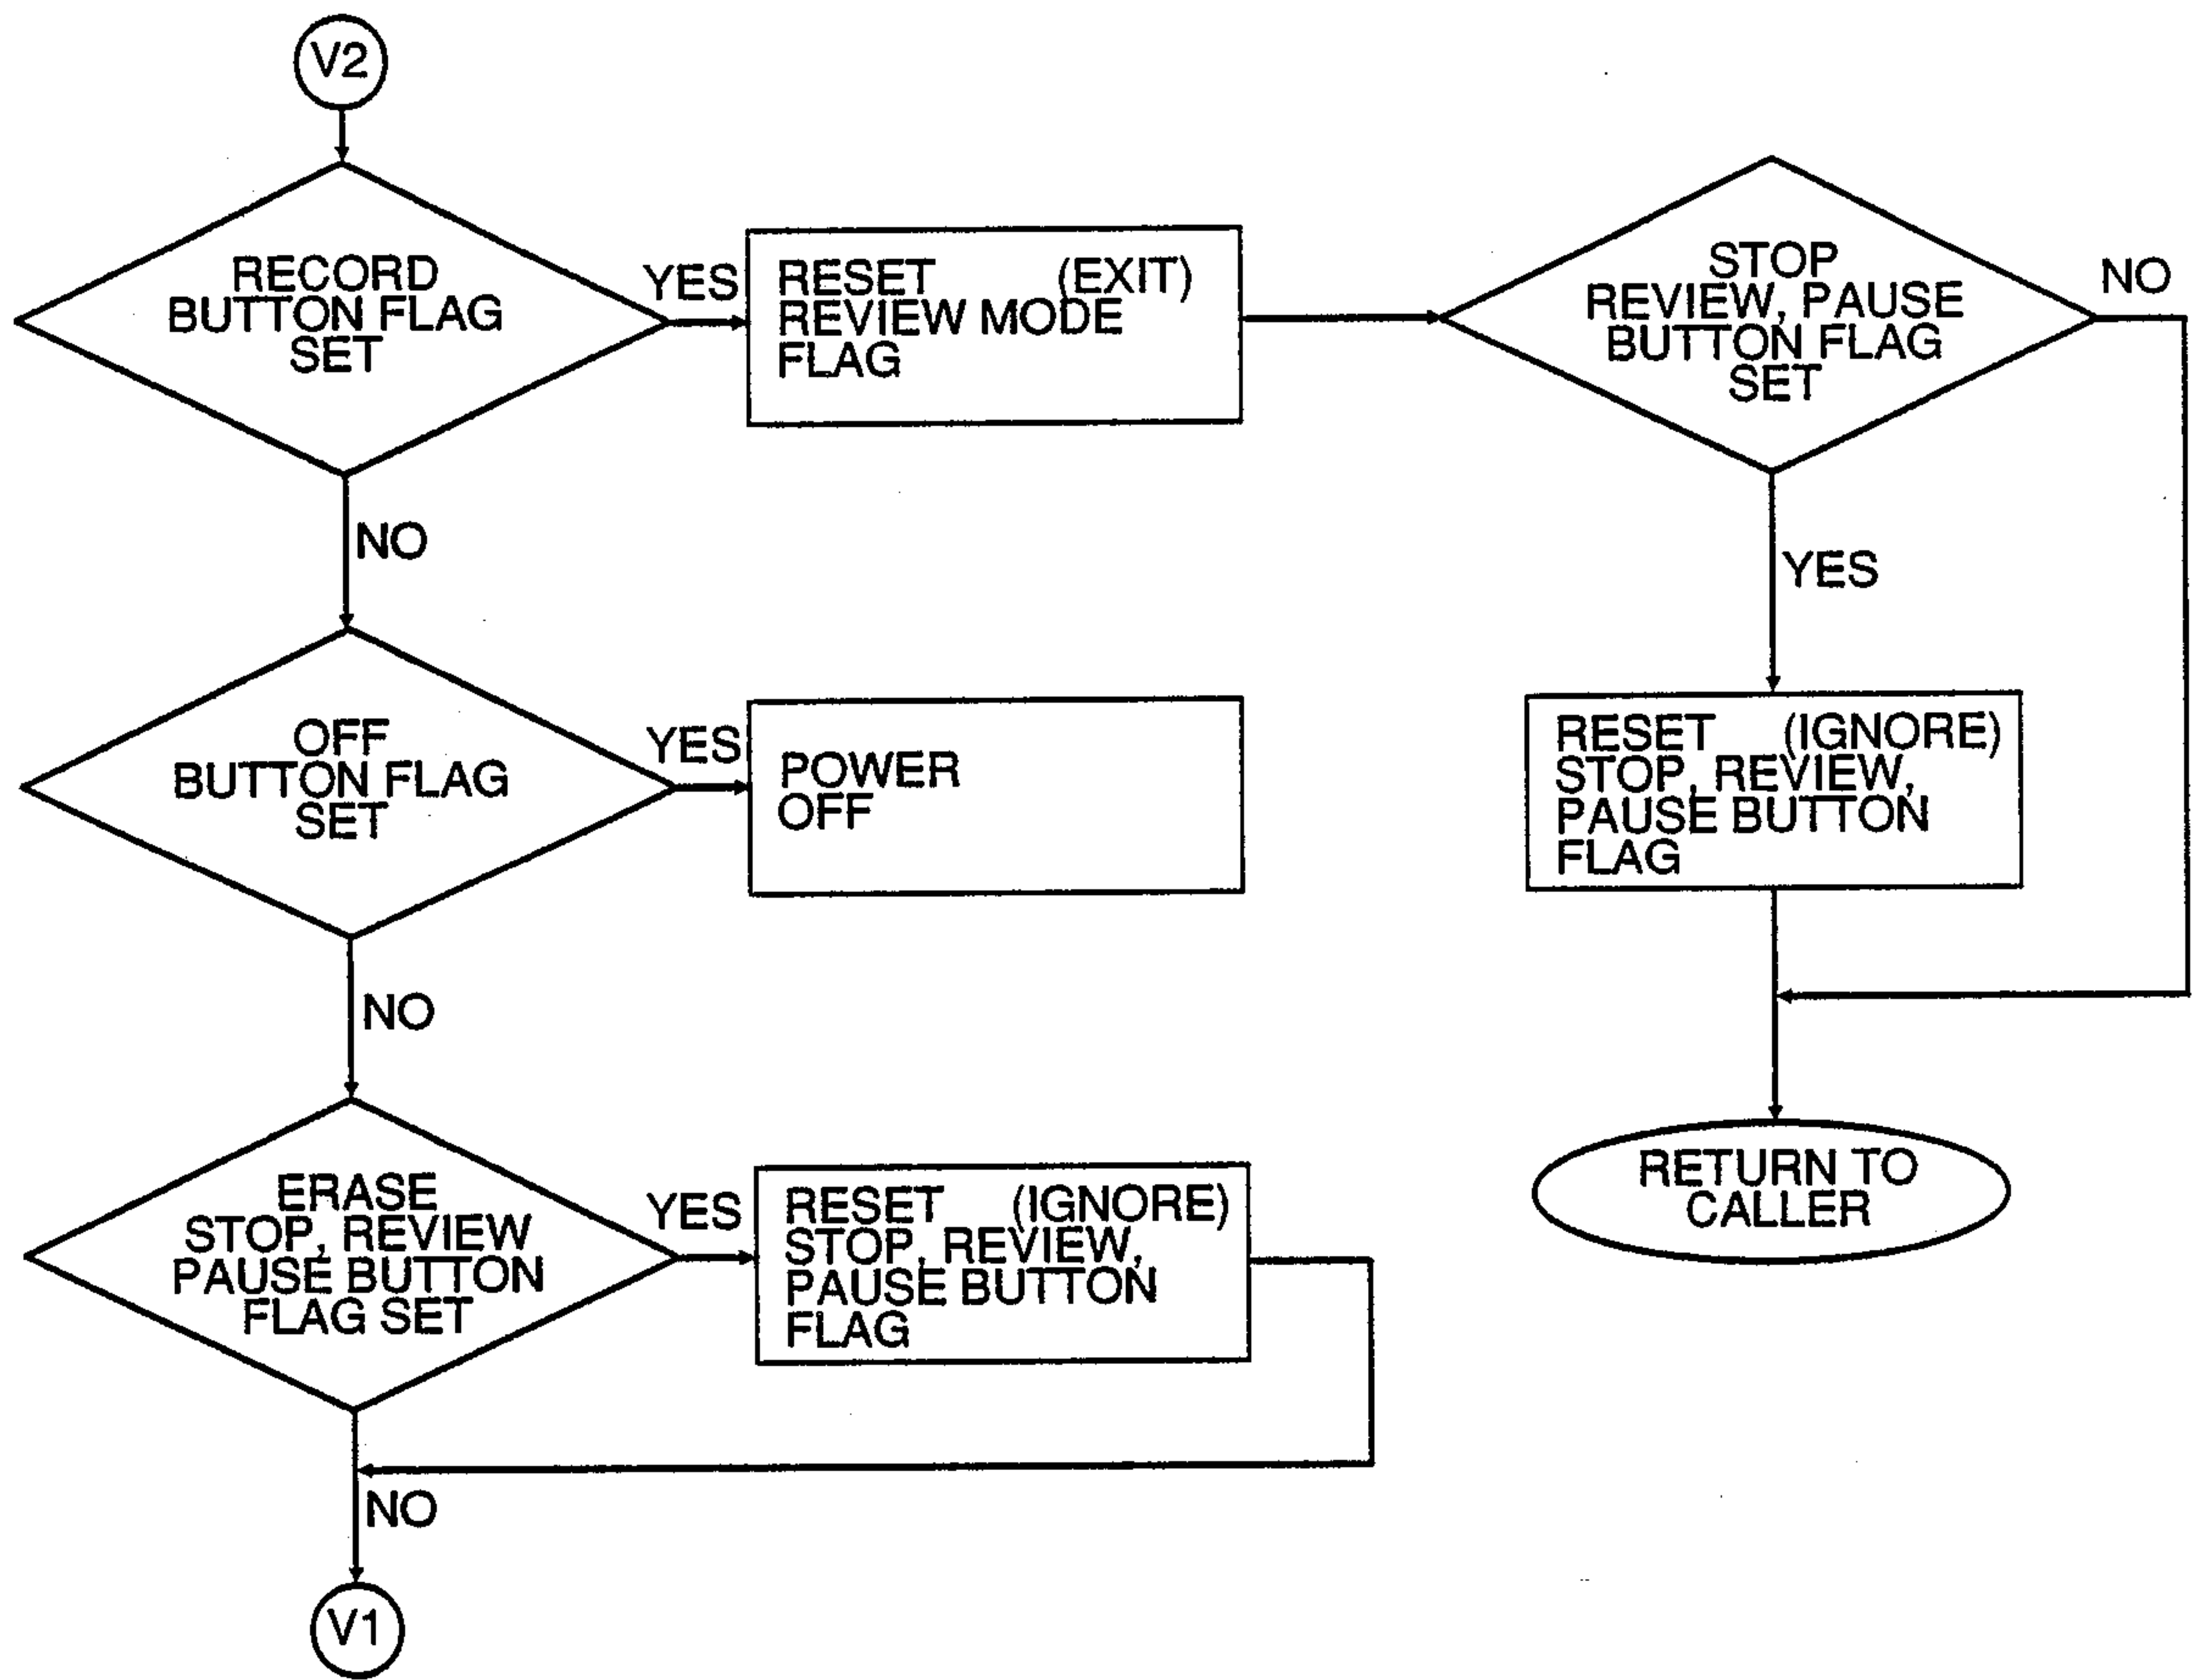 V2
RECORD
BUTTON FLAG
SET
YES
RESET (EXIT)
REVIEW MODE
FLAG
STOP
REVIEW, PAUSE
BUTTON FLAG
SET
NO
NO
YES
OFF
BUTTON FLAG
SET
YES
POWER
OFF
RESET (IGNORE)
STOP, REVIEW,
PAUSE BUTTON
FLAG
NO
ERASE
STOP, REVIEW
PAUSE BUTTON
FLAG SET
YES
RESET (IGNORE)
STOP, REVIEW,
PAUSE BUTTON
FLAG
RETURN TO
CALLER
NO
V1